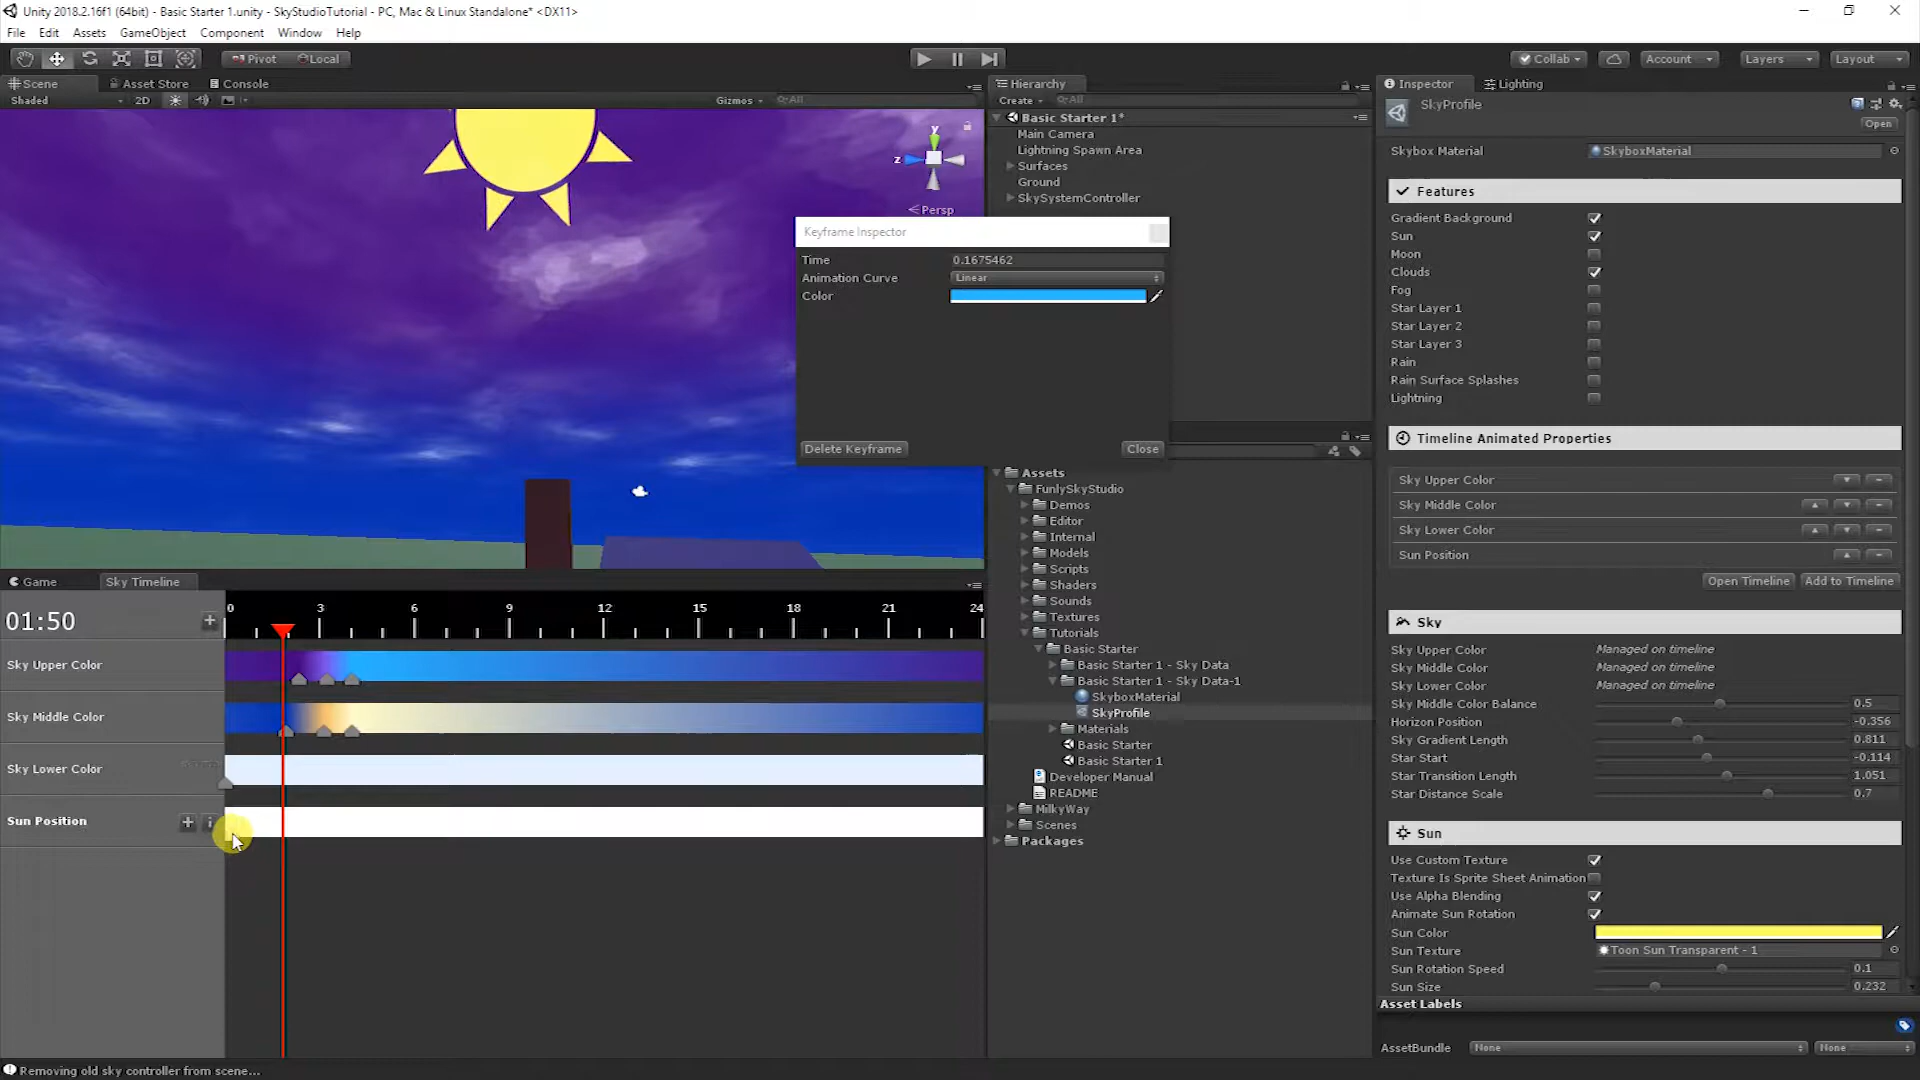 Unity 2018.2.16f1 (64bit) - Basic Starter 1.unity - SkyStudioTutorial - PC, Mac & Linux Standalone* <DX11>
File Edit Assets GameObject Component Window Help
Pivot Local Collab Account Layers Layout
Scene Asset Store Console
Shaded 2D Gizmos All
y
z
Persp
Hierarchy
Create All
Basic Starter 1*
Main Camera
Lightning Spawn Area
Surfaces
Ground
SkySystemController
Keyframe Inspector
Time 0.1675462
Animation Curve Linear
Color
Delete Keyframe Close
Assets
FunlySkyStudio
Demos
Editor
Internal
Models
Scripts
Shaders
Sounds
Textures
Tutorials
Basic Starter
Basic Starter 1 - Sky Data
Basic Starter 1 - Sky Data-1
SkyboxMaterial
SkyProfile
Materials
Basic Starter
Basic Starter 1
Developer Manual
README
MilkyWay
Scenes
Packages
Game Sky Timeline
01:50
0 3 6 9 12 15 18 21 24
Sky Upper Color
Sky Middle Color
Sky Lower Color
Sun Position
Removing old sky controller from scene...
Inspector Lighting
SkyProfile
Open
Skybox Material SkyboxMaterial
Features
Gradient Background
Sun
Moon
Clouds
Fog
Star Layer 1
Star Layer 2
Star Layer 3
Rain
Rain Surface Splashes
Lightning
Timeline Animated Properties
Sky Upper Color
Sky Middle Color
Sky Lower Color
Sun Position
Open Timeline Add to Timeline
Sky
Sky Upper Color Managed on timeline
Sky Middle Color Managed on timeline
Sky Lower Color Managed on timeline
Sky Middle Color Balance 0.5
Horizon Position -0.356
Sky Gradient Length 0.811
Star Start -0.114
Star Transition Length 1.051
Star Distance Scale 0.7
Sun
Use Custom Texture
Texture Is Sprite Sheet Animation
Use Alpha Blending
Animate Sun Rotation
Sun Color
Sun Texture Toon Sun Transparent - 1
Sun Rotation Speed 0.1
Sun Size 0.232
Asset Labels
AssetBundle None None